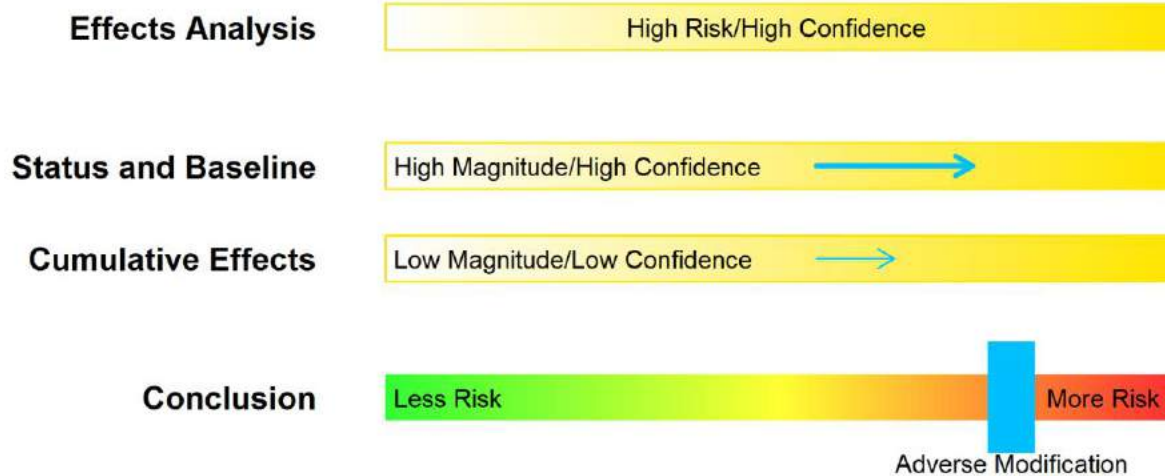 Effects Analysis
High Risk/High Confidence
Status and Baseline
High Magnitude/High Confidence
Cumulative Effects
Low Magnitude/Low Confidence
Conclusion
Less Risk
More Risk
Adverse Modification